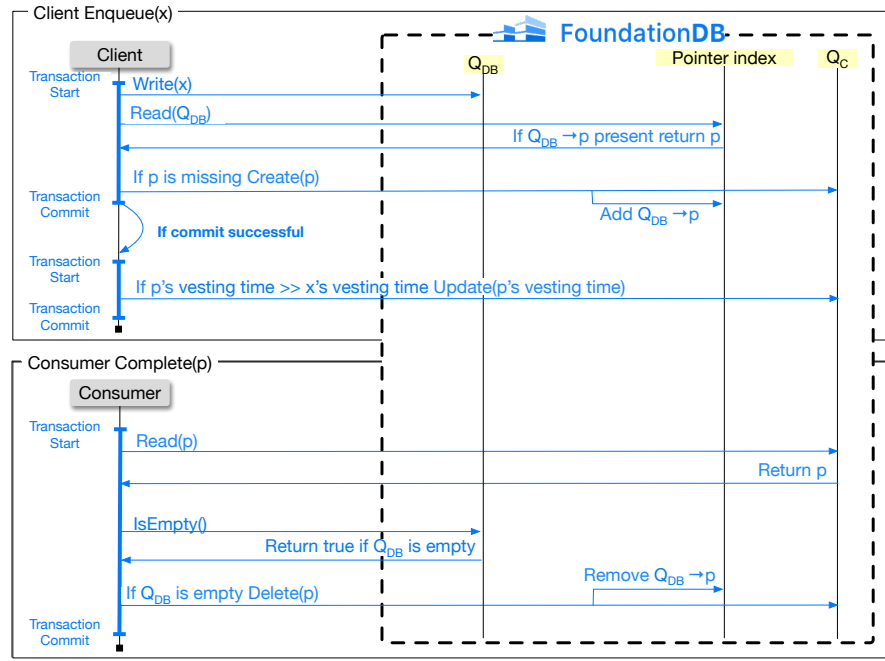 Client Enqueue(x)
FoundationDB
Client
Q_DB
Pointer index
Q_C
Transaction
Start
Write(x)
Read(Q_DB)
If Q_DB →p present return p
If p is missing Create(p)
Transaction
Commit
Add Q_DB →p
If commit successful
Transaction
Start
If p's vesting time >> x's vesting time Update(p's vesting time)
Transaction
Commit
Consumer Complete(p)
Consumer
Transaction
Start
Read(p)
Return p
IsEmpty()
Return true if Q_DB is empty
Remove Q_DB →p
If Q_DB is empty Delete(p)
Transaction
Commit